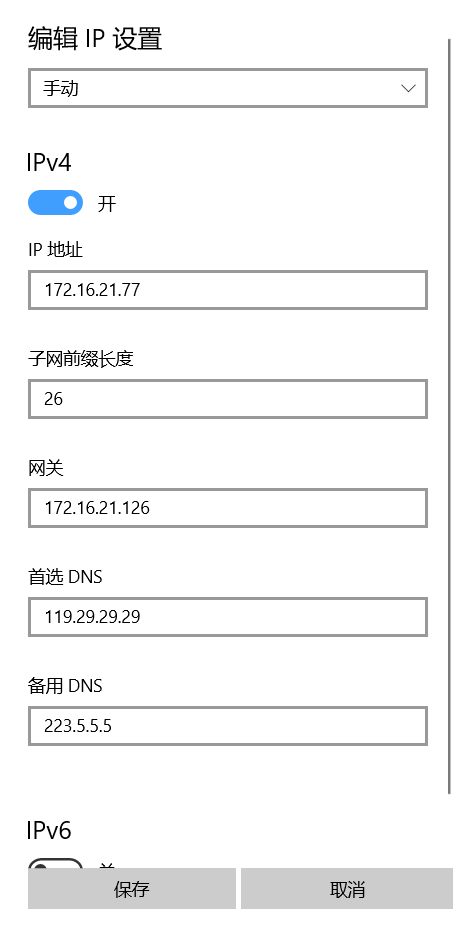 编辑 IP 设置
手动
IPv4
开
IP 地址
172.16.21.77
子网前缀长度
26
网关
172.16.21.126
首选 DNS
119.29.29.29
备用 DNS
223.5.5.5
IPv6
保存
取消